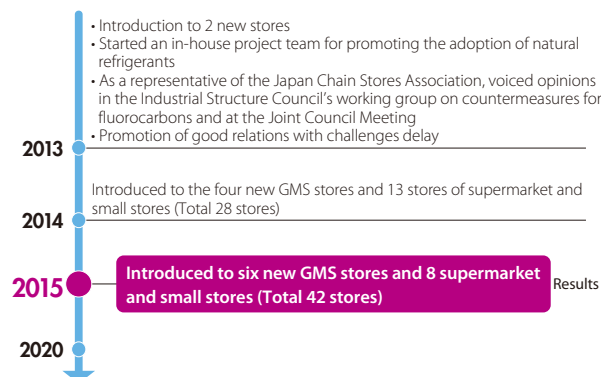 • Introduction to 2 new stores
• Started an in-house project team for promoting the adoption of natural
refrigerants
• As a representative of the Japan Chain Stores Association, voiced opinions
in the Industrial Structure Council's working group on countermeasures for
fluorocarbons and at the Joint Council Meeting
• Promotion of good relations with challenges delay
2013
Introduced to the four new GMS stores and 13 stores of supermarket and
small stores (Total 28 stores)
2014
Introduced to six new GMS stores and 8 supermarket
and small stores (Total 42 stores)
2015
Results
2020